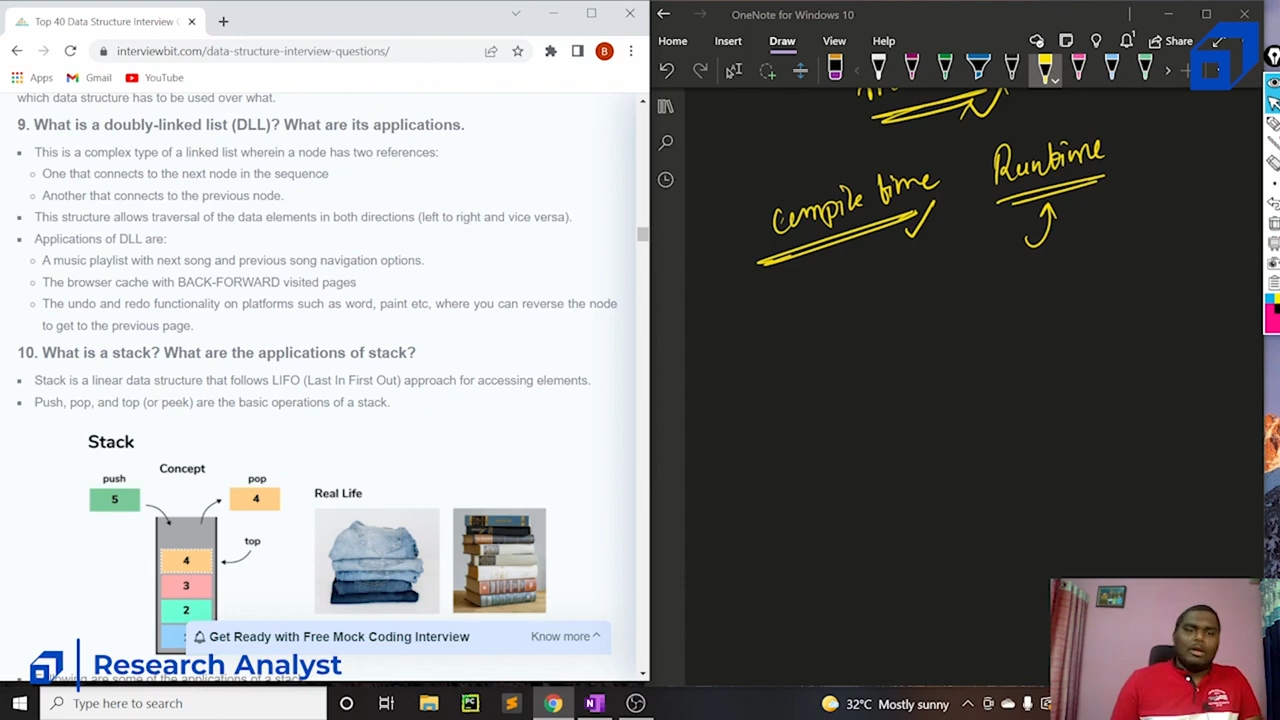 Top 40 Data Structure Interview
interviewbit.com/data-structure-interview-questions/
B
Apps
Gmail
YouTube
which data structure has to be used over what.
9. What is a doubly-linked list (DLL)? What are its applications.
This is a complex type of a linked list wherein a node has two references:
One that connects to the next node in the sequence
Another that connects to the previous node.
This structure allows traversal of the data elements in both directions (left to right and vice versa).
Applications of DLL are:
A music playlist with next song and previous song navigation options.
The browser cache with BACK-FORWARD visited pages
The undo and redo functionality on platforms such as word, paint etc, where you can reverse the node
to get to the previous page.
10. What is a stack? What are the applications of stack?
Stack is a linear data structure that follows LIFO (Last In First Out) approach for accessing elements.
Push, pop, and top (or peek) are the basic operations of a stack.
Stack
Concept
push
pop
5
4
Real Life
top
4
3
2
Get Ready with Free Mock Coding Interview
Know more
Research Analyst
Type here to search
OneNote for Windows 10
Home
Insert
Draw
View
Help
Share
Compile time
Runtime
32°C Mostly sunny